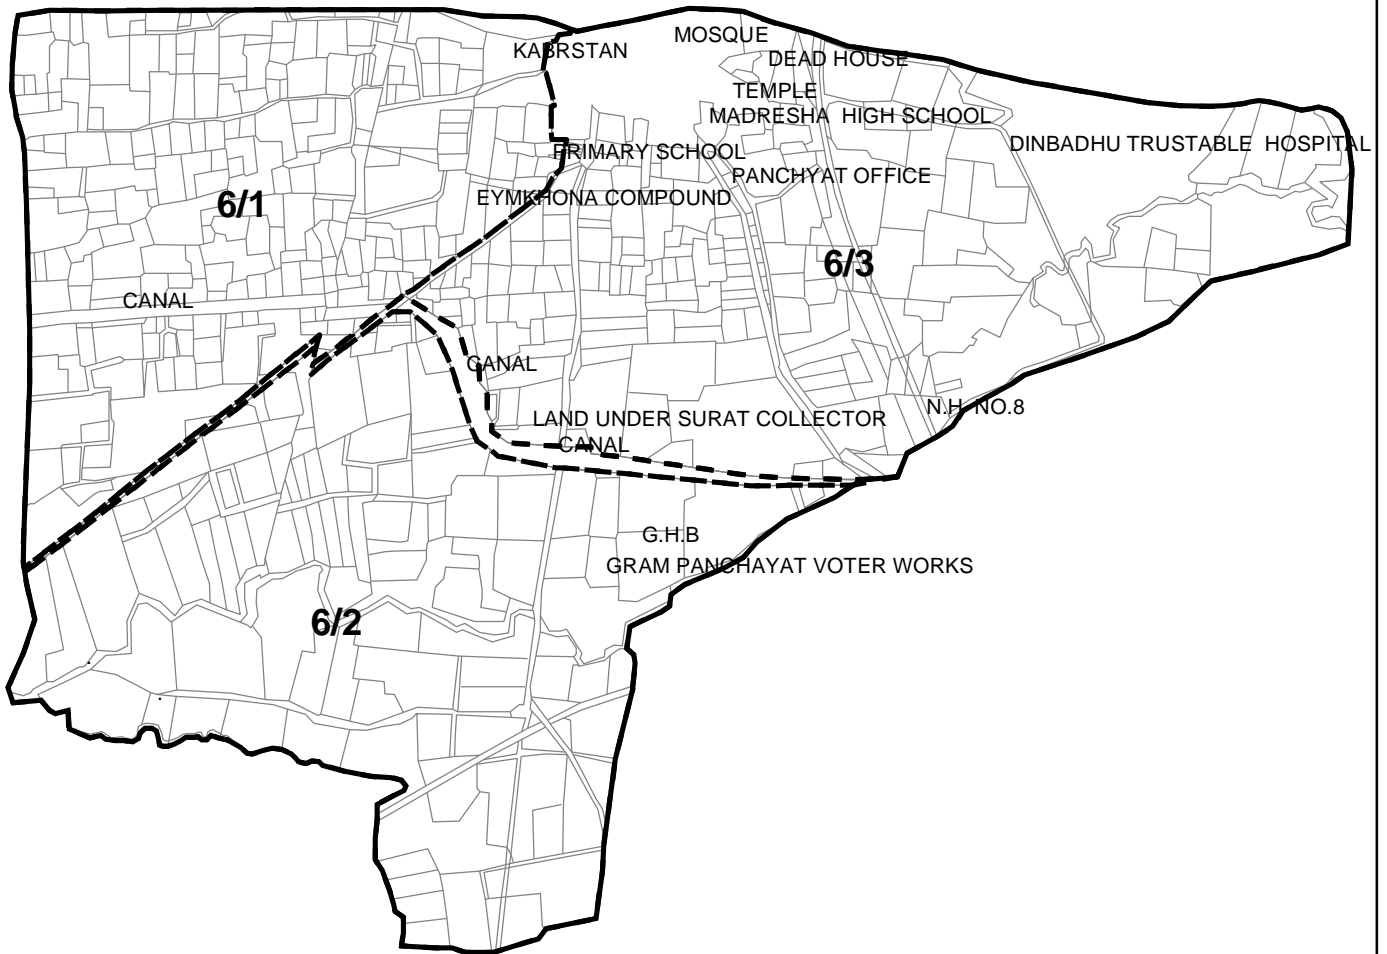 MOSQUE
KABRSTAN
DEAD HOUSE
TEMPLE
MADRESHA HIGH SCHOOL
DINBADHU TRUSTABLE HOSPITAL
PRIMARY SCHOOL
PANCHYAT OFFICE
EYMKHONA COMPOUND
6/1
6/3
CANAL
CANAL
N.H. NO.8
LAND UNDER SURAT COLLECTOR
CANAL
G.H.B
GRAM PANCHAYAT VOTER WORKS
6/2